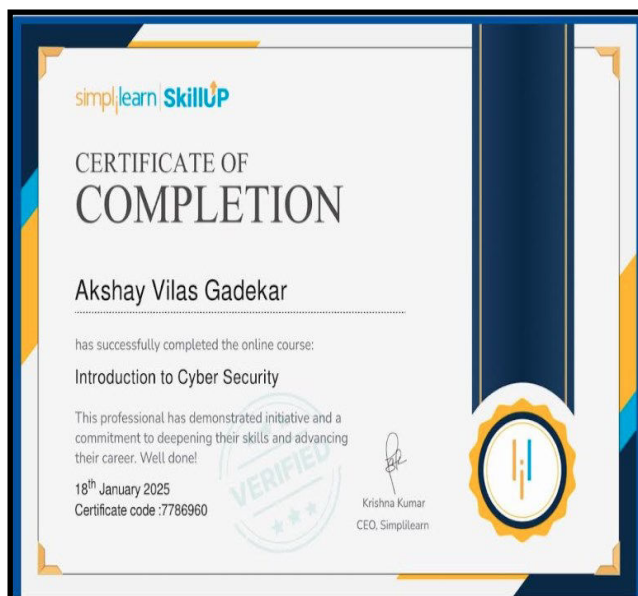 simplilearn | SkillUP
CERTIFICATE OF
COMPLETION
Akshay Vilas Gadekar
has successfully completed the online course:
Introduction to Cyber Security
This professional has demonstrated initiative and a
commitment to deepening their skills and advancing
their career. Well done!
18th January 2025
Certificate code :7786960
VERIFIED
Krishna Kumar
CEO, Simplilearn